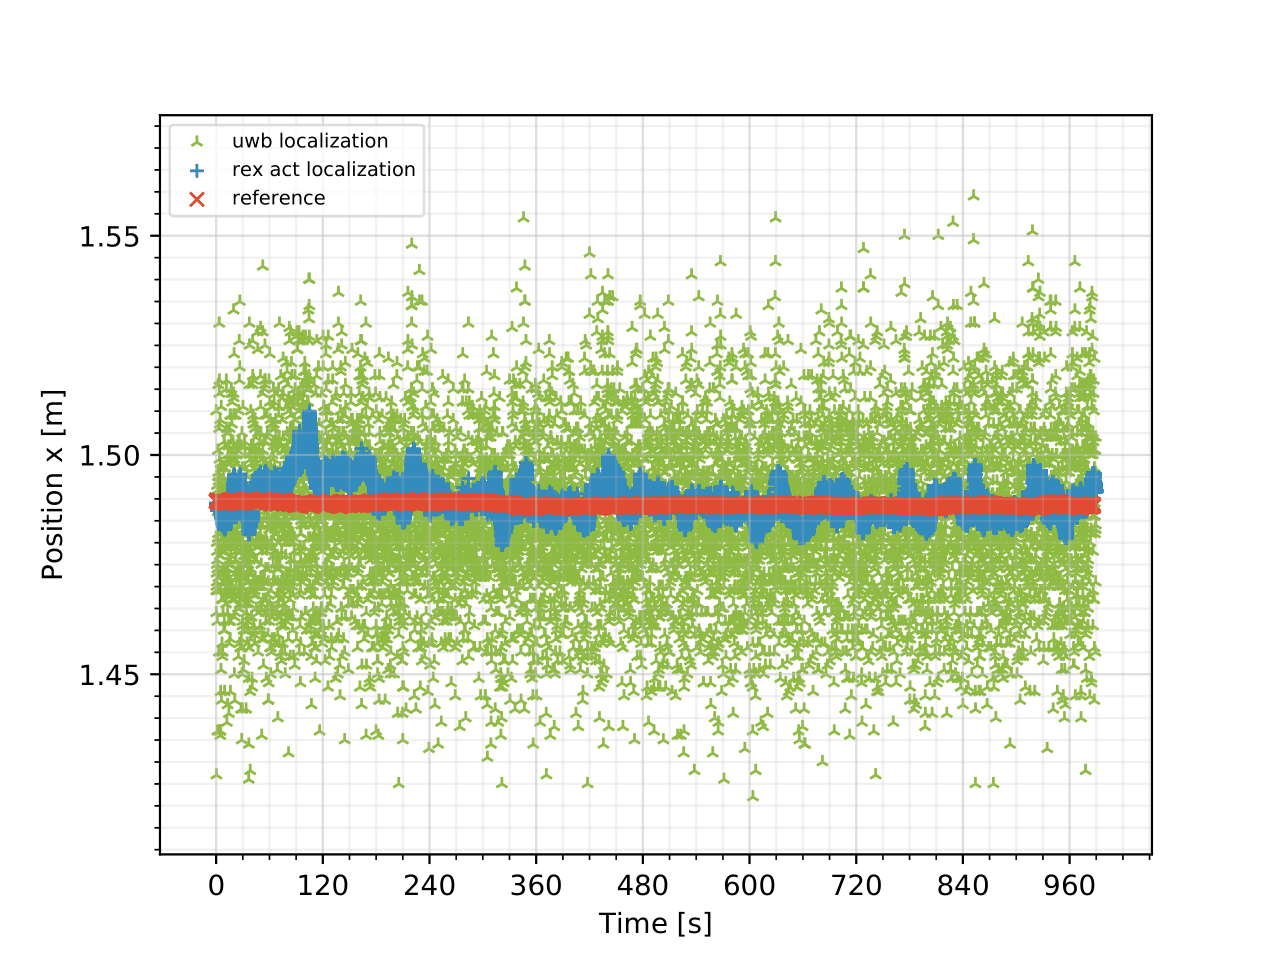 uwb localization
rex act localization
reference
1.55
1.50
1.45
Position x [m]
0 120 240 360 480 600 720 840 960
Time [s]